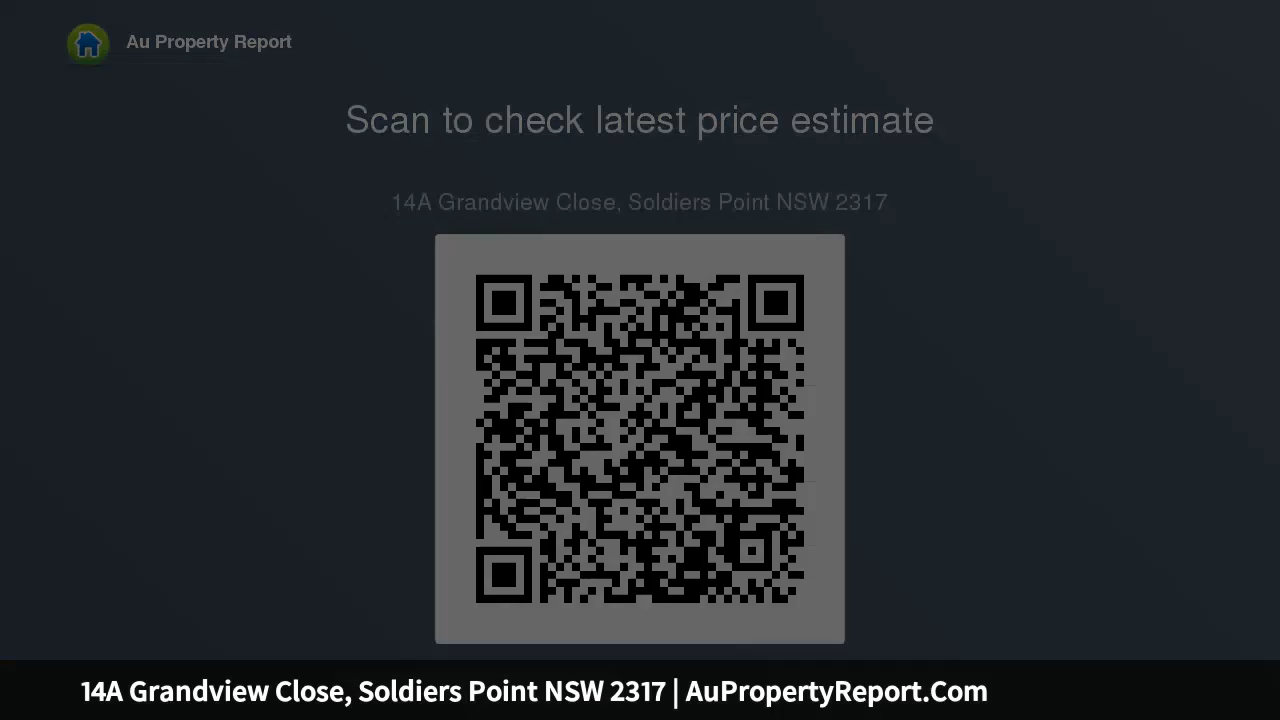 Au Property Report
Scan to check latest price estimate
14A Grandview Close, Soldiers Point NSW 2317
14A Grandview Close, Soldiers Point NSW 2317 | AuPropertyReport.Com